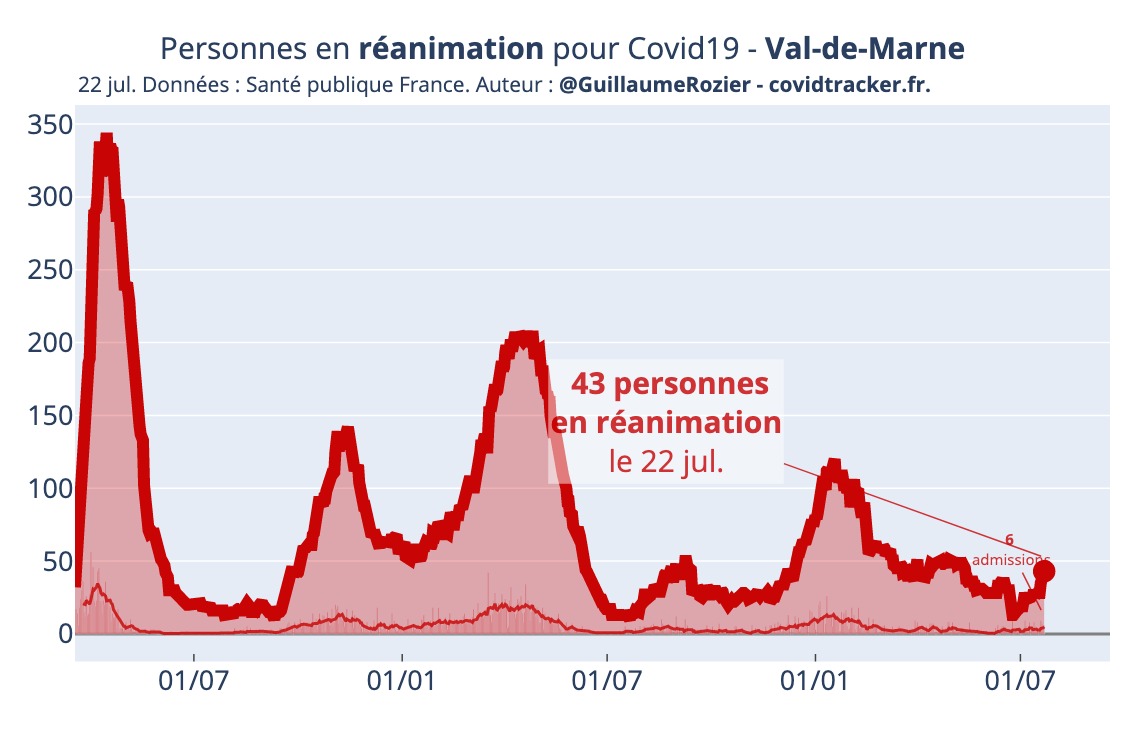 Personnes en réanimation pour Covid19 - Val-de-Marne
22 jul. Données : Santé publique France. Auteur : @GuillaumeRozier - covidtracker.fr.
350
300
250
200
150
100
50
0
43 personnes
en réanimation
le 22 jul.
6
admissions
01/07
01/01
01/07
01/01
01/07